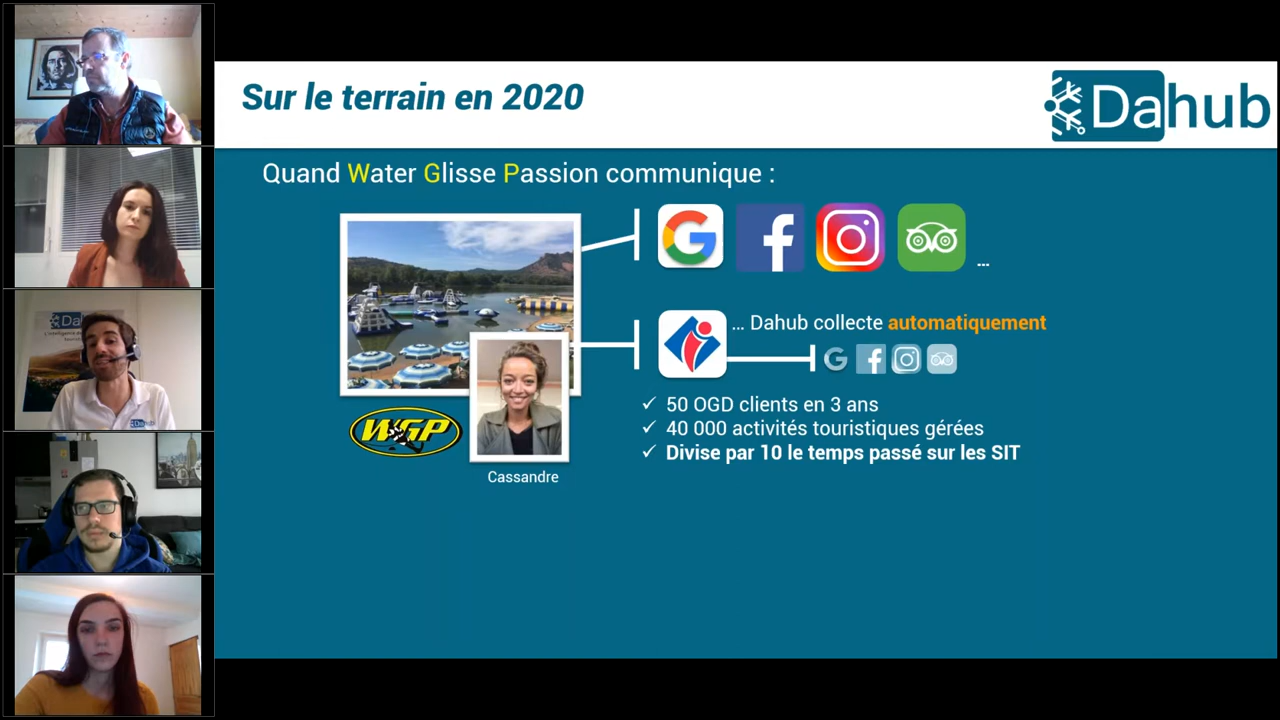 Sur le terrain en 2020
Dahub
Quand Water Glisse Passion communique :
...
... Dahub collecte automatiquement
50 OGD clients en 3 ans
40 000 activités touristiques gérées
Divise par 10 le temps passé sur les SIT
WGP
Cassandre
Dahub